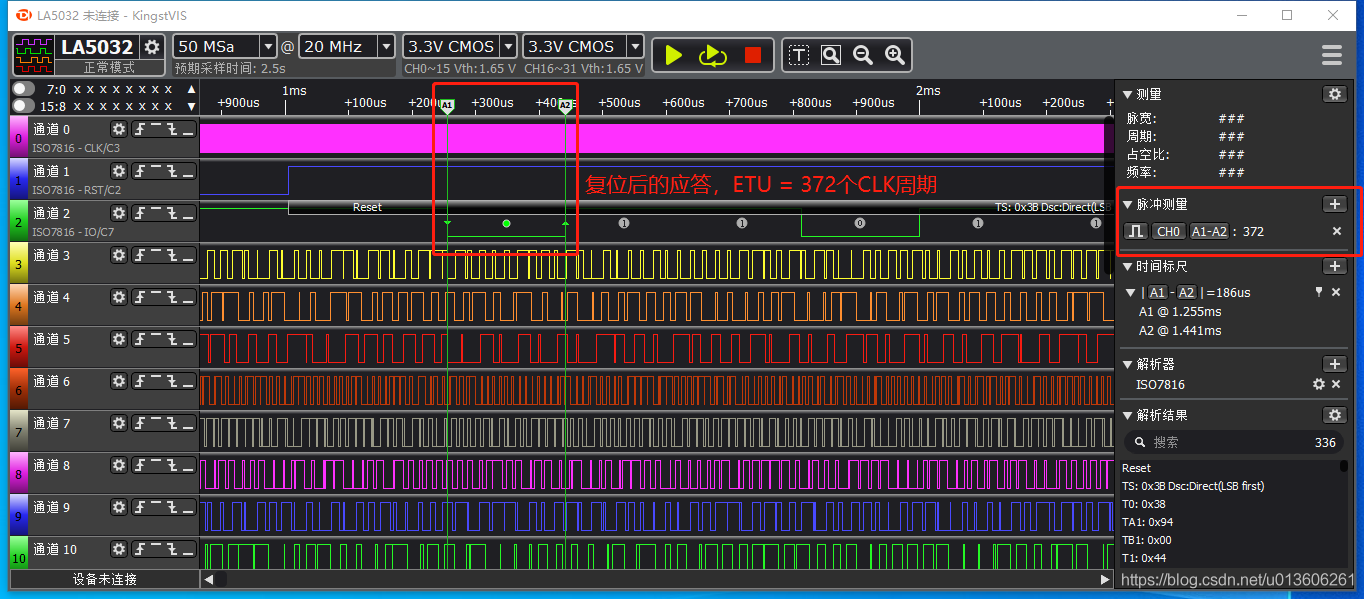 LA5032 未连接 - KingstVIS
LA5032
正常模式
50 MSa @ 20 MHz
预期采样时间: 2.5s
3.3V CMOS
CH0~15 Vth:1.65 V
3.3V CMOS
CH16~31 Vth:1.65 V
7:0 X X X X X X X X
15:8 X X X X X X X X
1ms 2ms
+900us +100us +200 +300us +400us +500us +600us +700us +800us +900us +100us +200us
A1 A2
0 通道 0
ISO7816 - CLK/C3
1 通道 1
ISO7816 - RST/C2
复位后的应答，ETU = 372个CLK周期
2 通道 2
ISO7816 - IO/C7
Reset TS: 0x3B Dsc:Direct(LSB
1 1 0 1 1
3 通道 3
4 通道 4
5 通道 5
6 通道 6
7 通道 7
8 通道 8
9 通道 9
10 通道 10
设备未连接
测量
脉宽: ###
周期: ###
占空比: ###
频率: ###
脉冲测量
CH0 A1-A2 : 372
时间标尺
| A1 - A2 | =186us
A1 @ 1.255ms
A2 @ 1.441ms
解析器
ISO7816
解析结果
搜索 336
Reset
TS: 0x3B Dsc:Direct(LSB first)
T0: 0x38
TA1: 0x94
TB1: 0x00
T1: 0x44
https://blog.csdn.net/u013606261